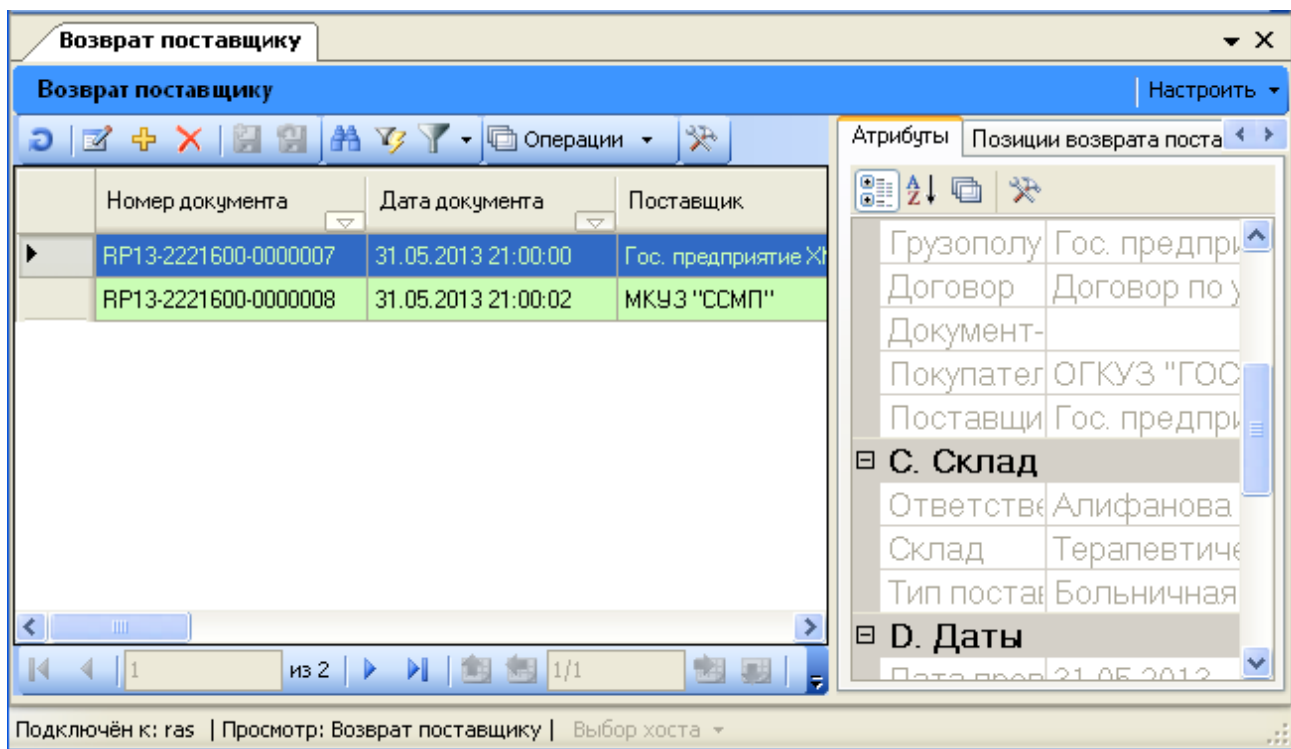 Возврат поставщику
Возврат поставщику
Настроить
Операции
Атрибуты
Позиции возврата поста
Номер документа
Дата документа
Поставщик
RP13-2221600-0000007
31.05.2013 21:00:00
Гос. предприятие
RP13-2221600-0000008
31.05.2013 21:00:02
МКУЗ "ССМП"
Грузополу
Гос. предпри
Договор
Договор по у
Документ-
Покупател
ОГКУЗ "ГОС
Поставщи
Гос. предпри
C. Склад
Ответстве
Алифанова
Склад
Терапевтиче
Тип постав
Больничная
D. Даты
31.05.2013
1
из 2
1/1
Подключён к: ras | Просмотр: Возврат поставщику | Выбор хоста